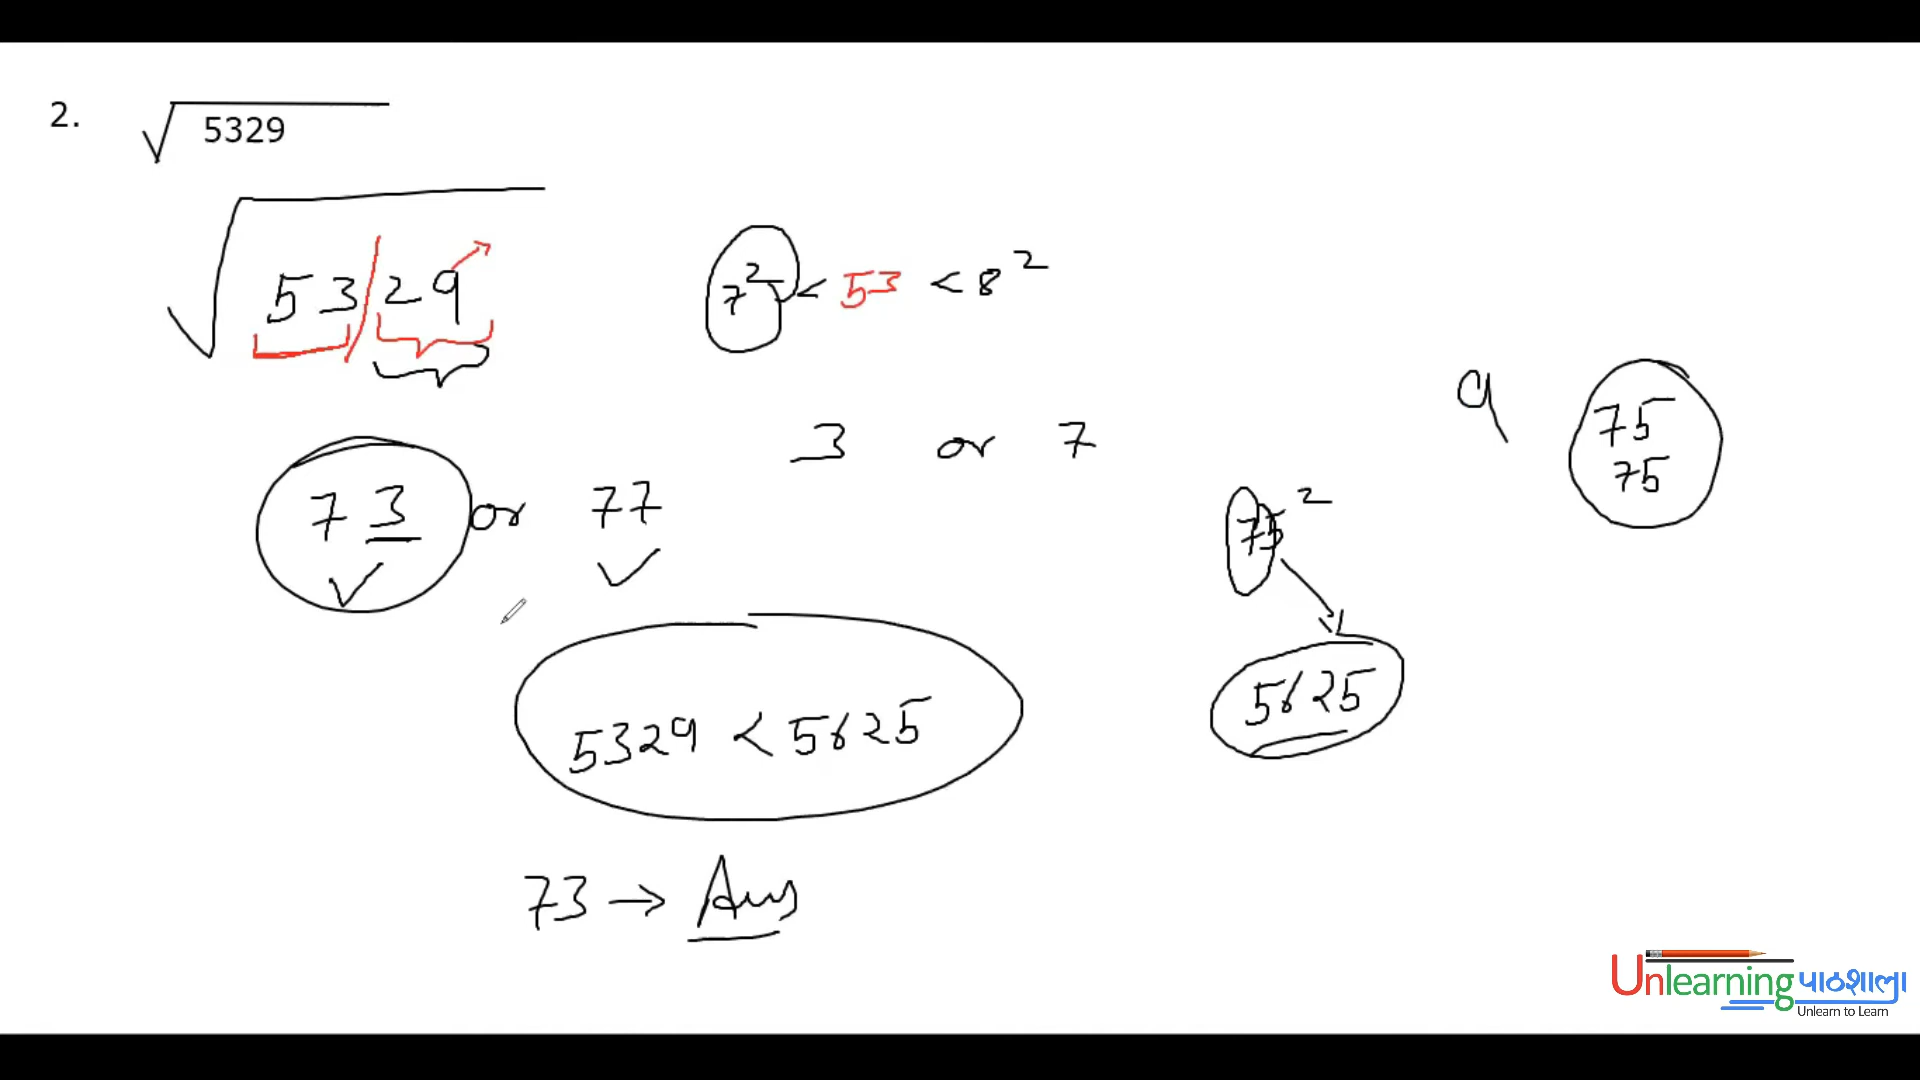 2. √5329
√53/29
7² < 53 < 8²
3 or 7
9
75
75
73 or 77
75²
5625
5329 < 5625
73 → Ans
Unlearning પાઠશાલા
Unlearn to Learn